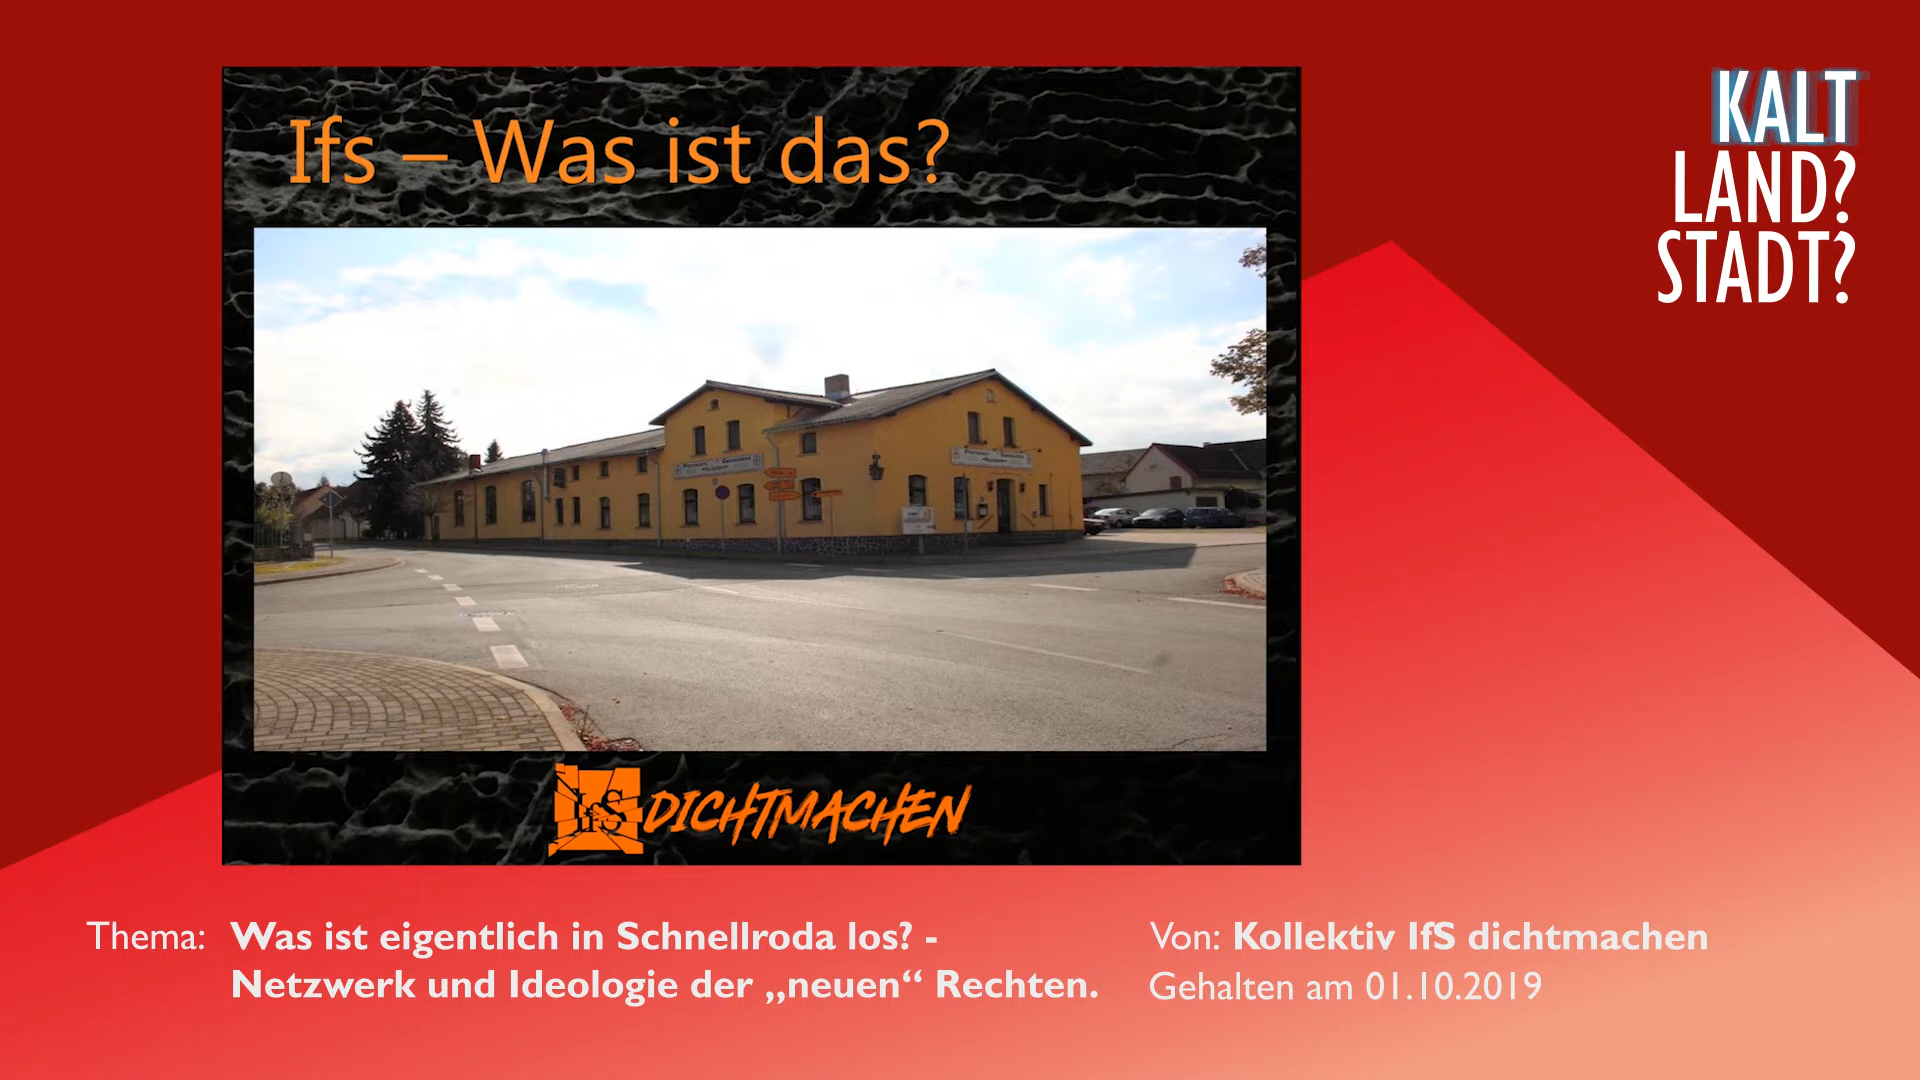 Ifs – Was ist das?
KALT
LAND?
STADT?
IfS DICHTMACHEN
Thema: Was ist eigentlich in Schnellroda los? -
Netzwerk und Ideologie der „neuen“ Rechten.
Von: Kollektiv IfS dichtmachen
Gehalten am 01.10.2019